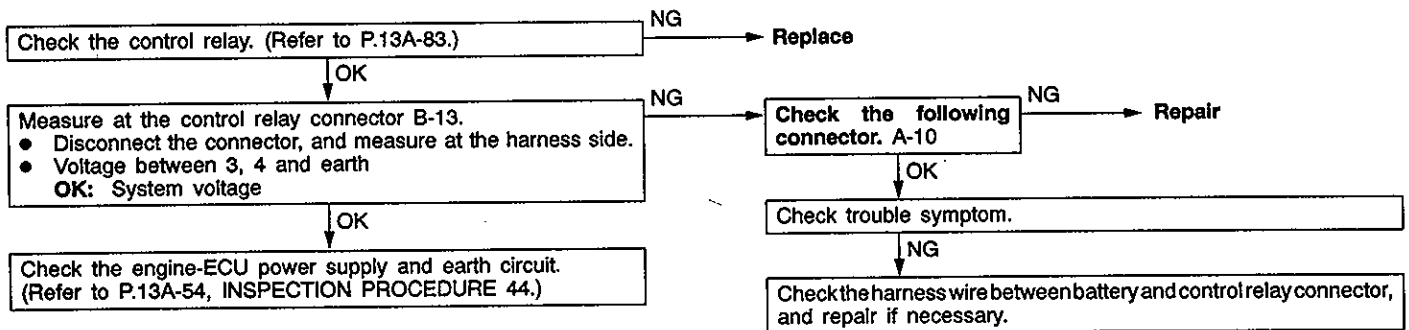 Check the control relay. (Refer to P.13A-83.)
NG
Replace
OK
Measure at the control relay connector B-13.
● Disconnect the connector, and measure at the harness side.
● Voltage between 3, 4 and earth
OK: System voltage
NG
Check the following
connector. A-10
NG
Repair
OK
Check trouble symptom.
NG
Check the harness wire between battery and control relay connector,
and repair if necessary.
OK
Check the engine-ECU power supply and earth circuit.
(Refer to P.13A-54, INSPECTION PROCEDURE 44.)